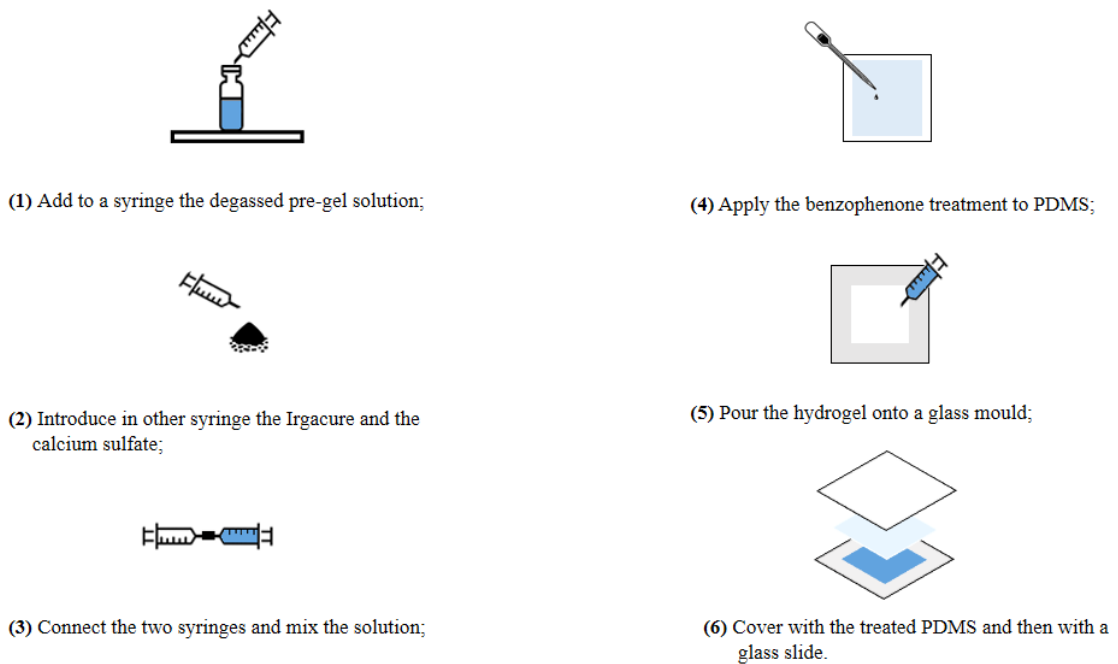 (1) Add to a syringe the degassed pre-gel solution;
(2) Introduce in other syringe the Irgacure and the
calcium sulfate;
(3) Connect the two syringes and mix the solution;
(4) Apply the benzophenone treatment to PDMS;
(5) Pour the hydrogel onto a glass mould;
(6) Cover with the treated PDMS and then with a
glass slide.